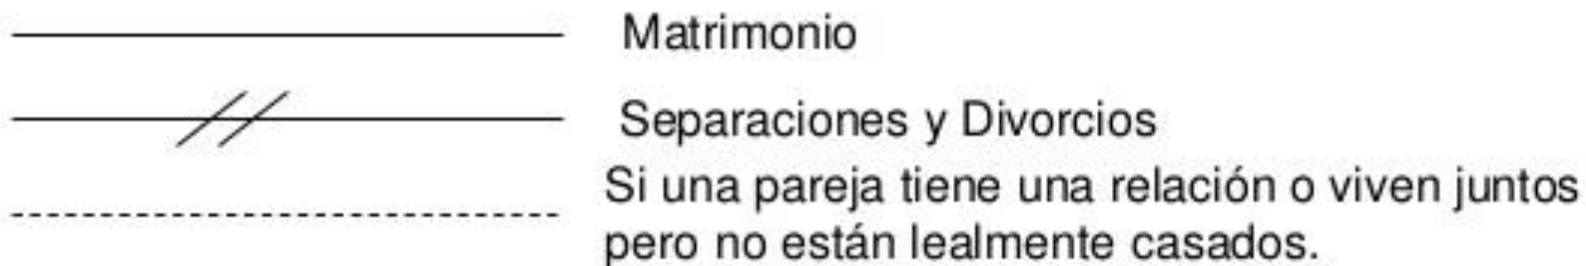 Matrimonio
Separaciones y Divorcios
Si una pareja tiene una relación o viven juntos
pero no están lealmente casados.